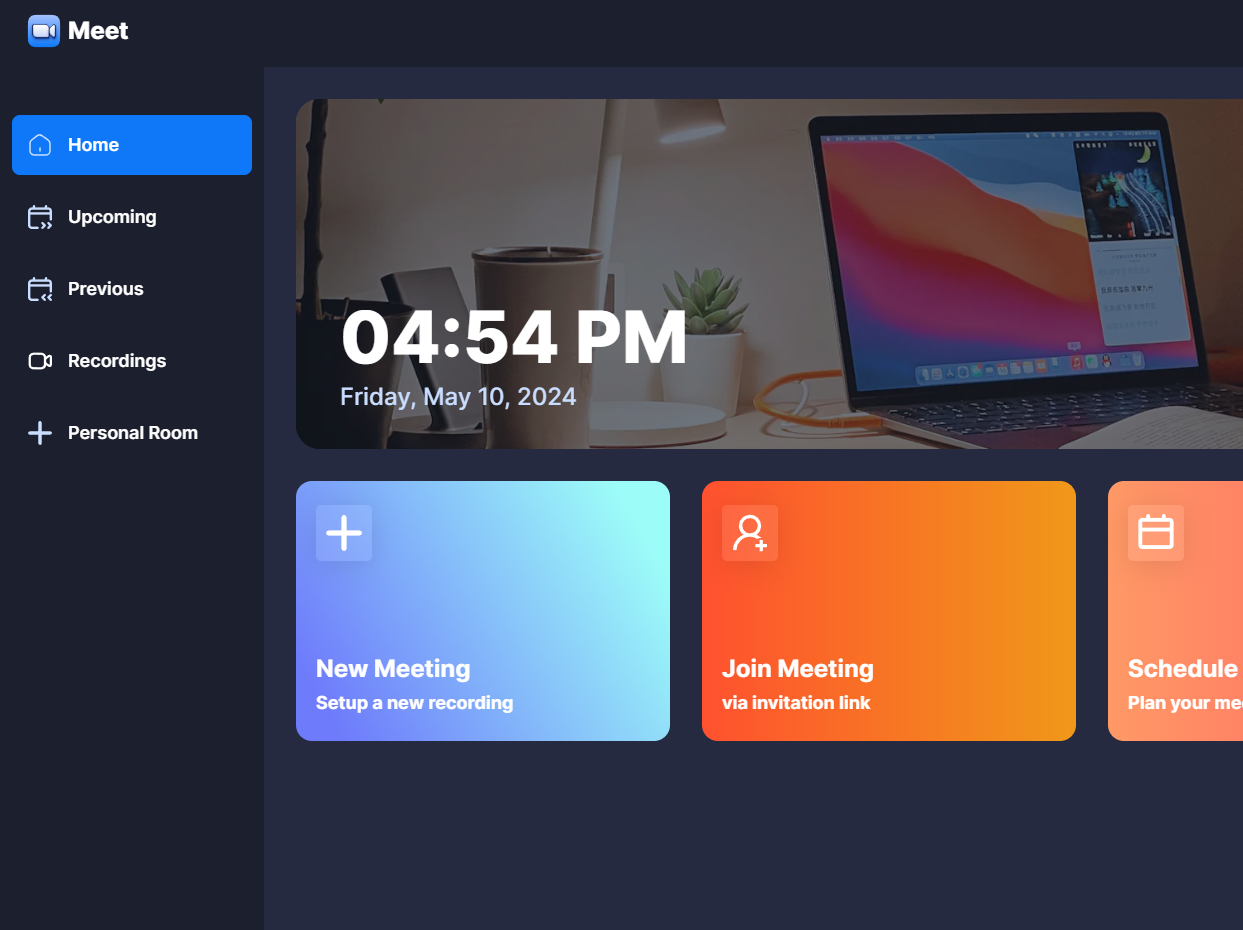 Meet
Home
Upcoming
Previous
Recordings
Personal Room
04:54 PM
Friday, May 10, 2024
New Meeting
Setup a new recording
Join Meeting
via invitation link
Schedule
Plan your